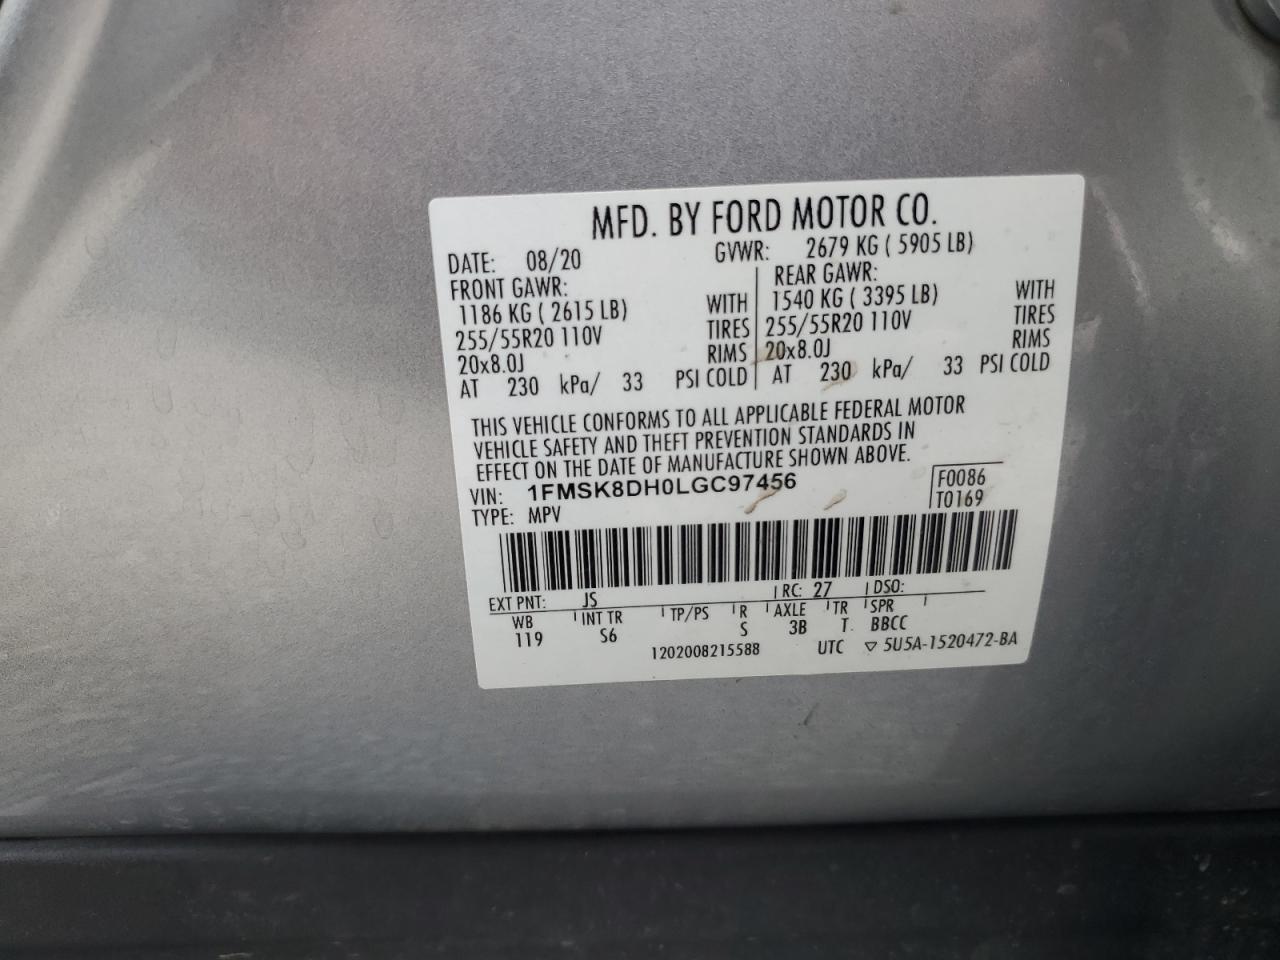 MFD. BY FORD MOTOR CO.
DATE: 08/20 GVWR: 2679 KG ( 5905 LB)
FRONT GAWR: REAR GAWR:
1186 KG ( 2615 LB) WITH 1540 KG ( 3395 LB) WITH
255/55R20 110V TIRES 255/55R20 110V TIRES
20x8.0J RIMS 20x8.0J RIMS
AT 230 kPa/ 33 PSI COLD AT 230 kPa/ 33 PSI COLD
THIS VEHICLE CONFORMS TO ALL APPLICABLE FEDERAL MOTOR
VEHICLE SAFETY AND THEFT PREVENTION STANDARDS IN
EFFECT ON THE DATE OF MANUFACTURE SHOWN ABOVE.
VIN: 1FMSK8DH0LGC97456 F0086
TYPE: MPV T0169
EXT PNT: JS RC: 27 DSO:
WB INT TR TP/PS R AXLE TR SPR
119 S6 S 3B T BBCC
1202008215588 UTC ▽ 5U5A-1520472-BA